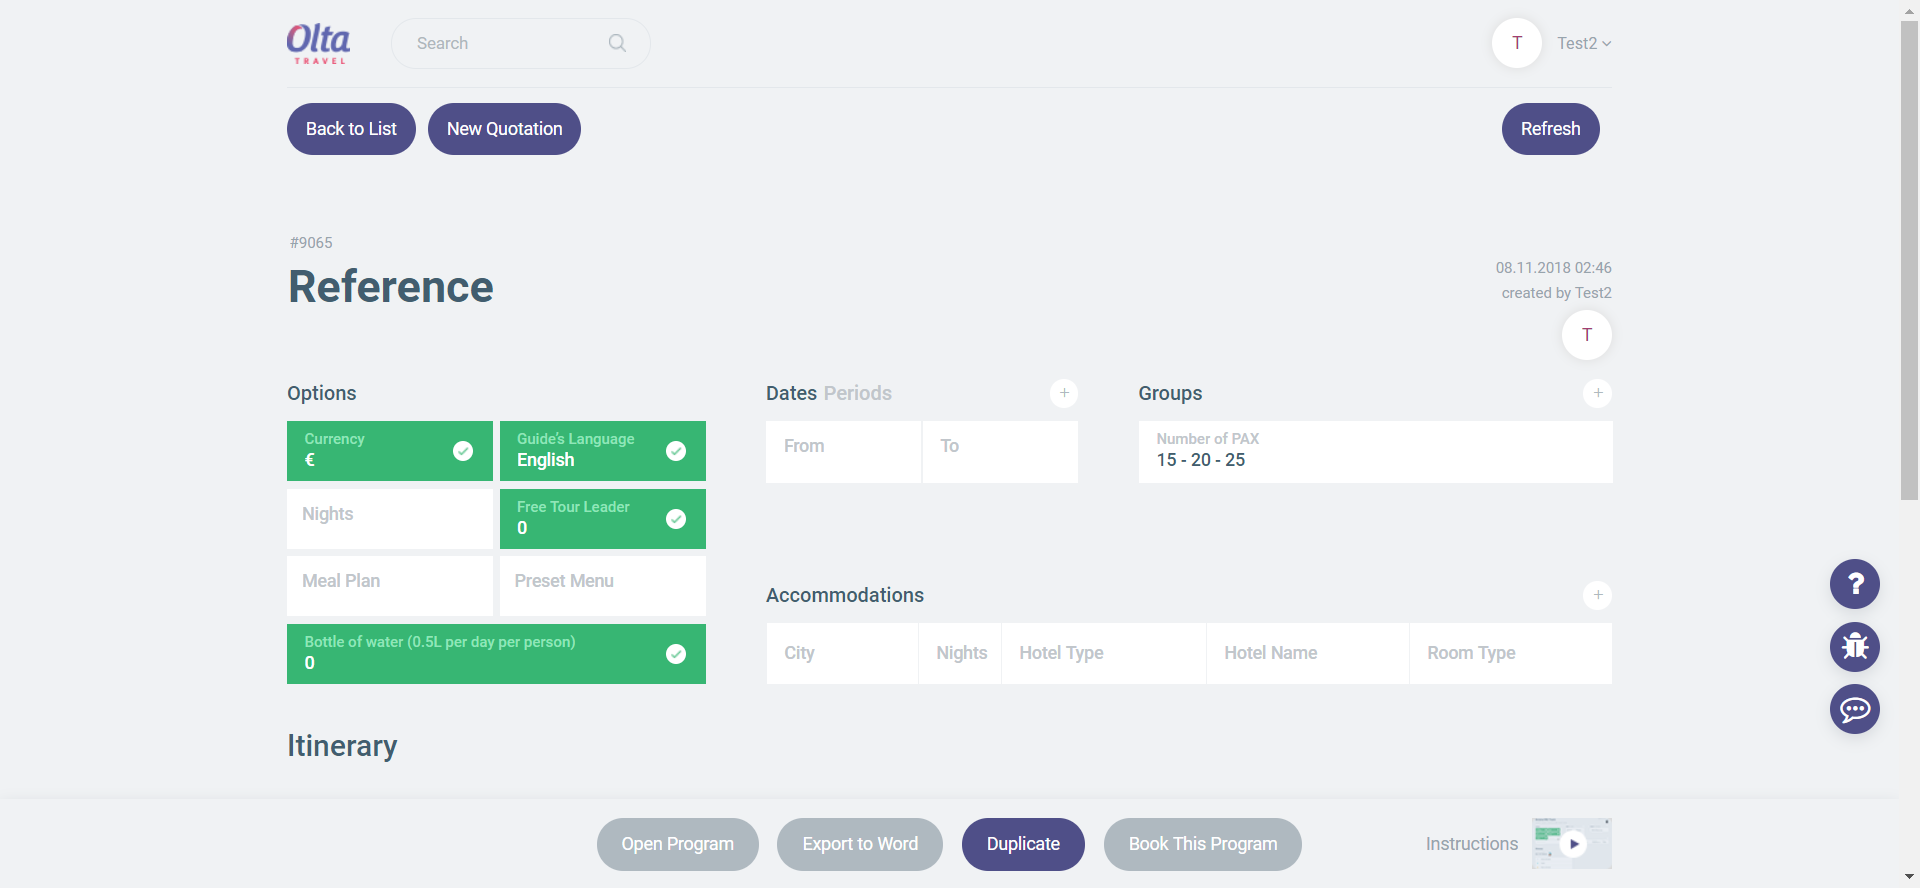 Olta
TRAVEL
Search
T
Test2
Back to List
New Quotation
Refresh
#9065
Reference
08.11.2018 02:46
created by Test2
T
Options
Currency
€
Guide's Language
English
Nights
Free Tour Leader
0
Meal Plan
Preset Menu
Bottle of water (0.5L per day per person)
0
Dates Periods
+
From
To
Groups
+
Number of PAX
15 - 20 - 25
Accommodations
+
City
Nights
Hotel Type
Hotel Name
Room Type
?
Itinerary
Open Program
Export to Word
Duplicate
Book This Program
Instructions